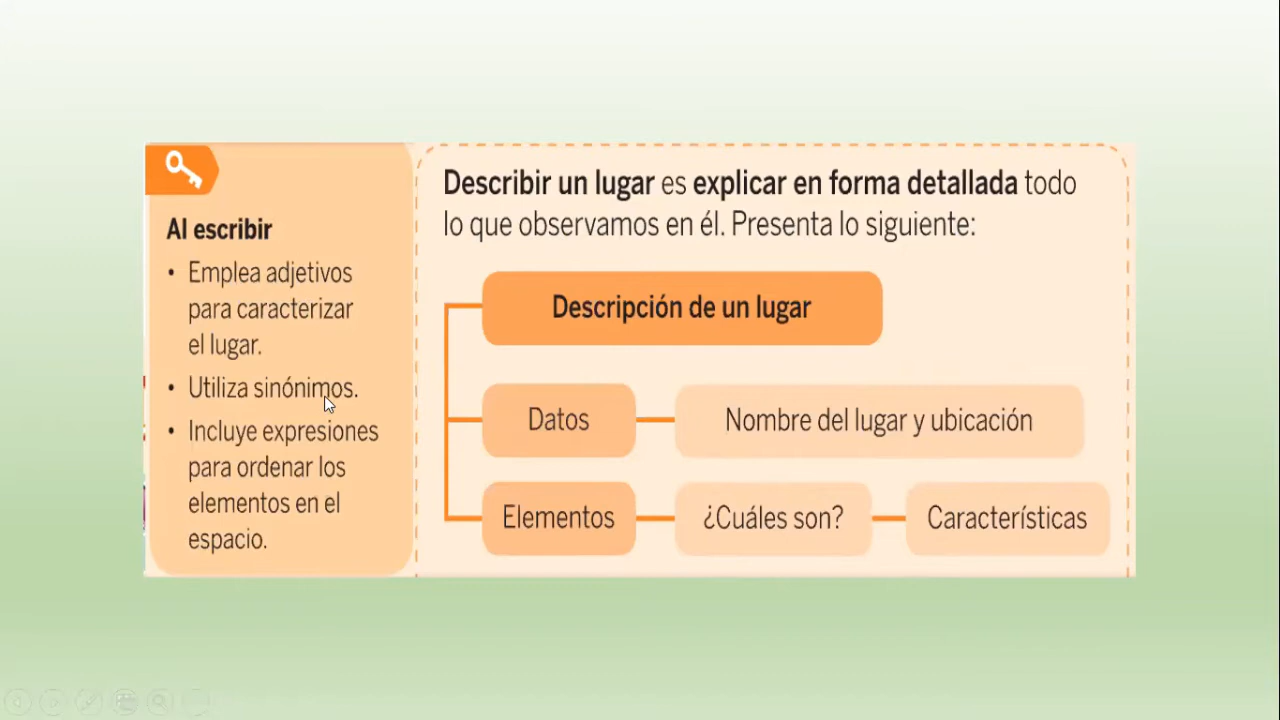 Al escribir
• Emplea adjetivos
para caracterizar
el lugar.
• Utiliza sinónimos.
• Incluye expresiones
para ordenar los
elementos en el
espacio.
Describir un lugar es explicar en forma detallada todo
lo que observamos en él. Presenta lo siguiente:
Descripción de un lugar
Datos
Nombre del lugar y ubicación
Elementos
¿Cuáles son?
Características